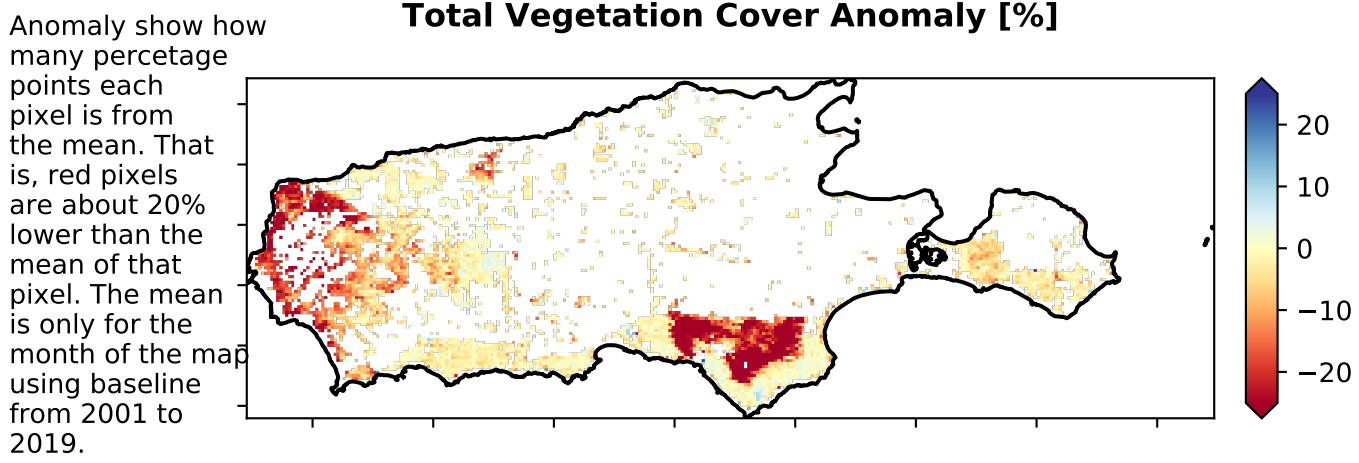 Total Vegetation Cover Anomaly [%]
Anomaly show how
many percetage
points each
pixel is from
the mean. That
is, red pixels
are about 20%
lower than the
mean of that
pixel. The mean
is only for the
month of the map
using baseline
from 2001 to
2019.
20
10
0
−10
−20